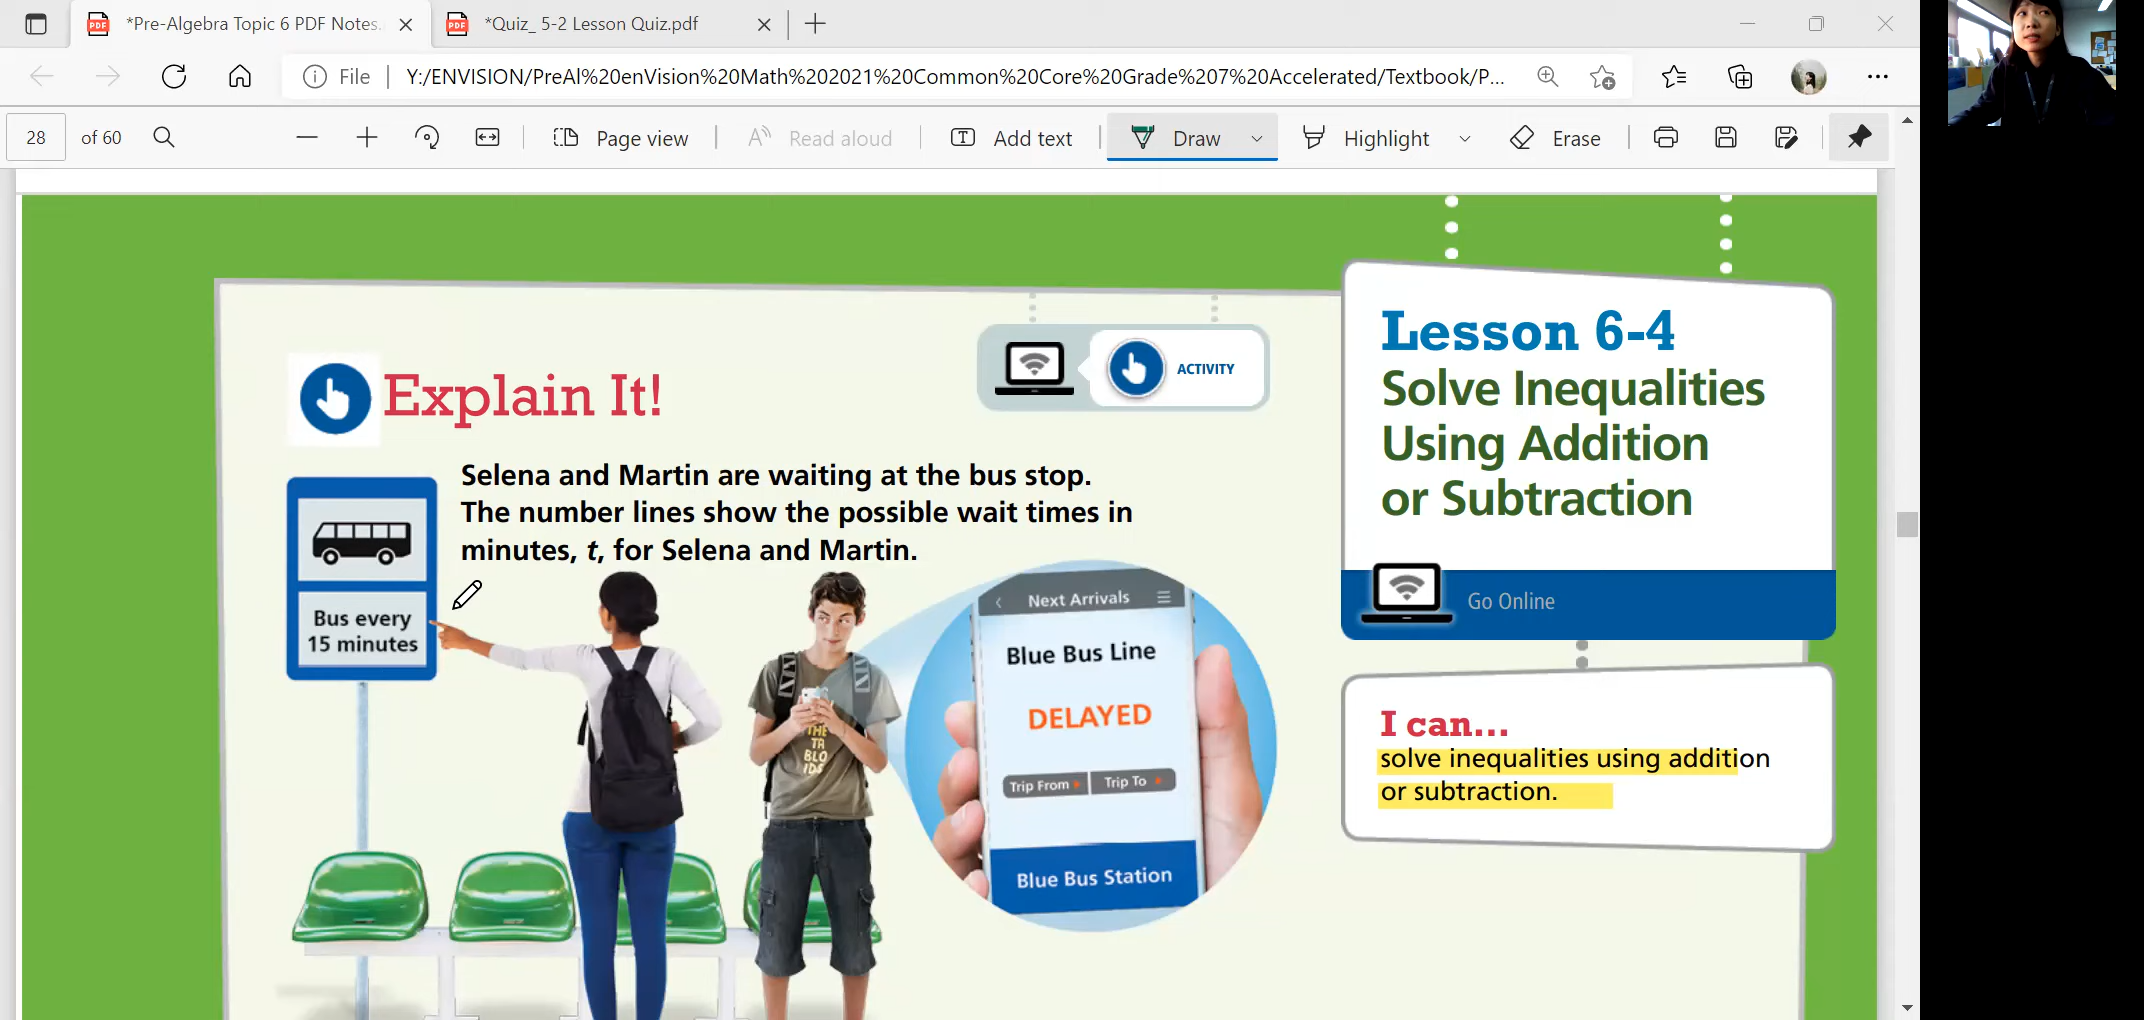 *Pre-Algebra Topic 6 PDF Notes.
*Quiz_ 5-2 Lesson Quiz.pdf
File
Y:/ENVISION/PreAl%20enVision%20Math%202021%20Common%20Core%20Grade%207%20Accelerated/Textbook/P...
28
of 60
Page view
Read aloud
Add text
Draw
Highlight
Erase
Explain It!
ACTIVITY
Selena and Martin are waiting at the bus stop.
The number lines show the possible wait times in
minutes, t, for Selena and Martin.
Bus every
15 minutes
THE
TA
BLO
IDS
Next Arrivals
Blue Bus Line
DELAYED
Trip From
Trip To
Blue Bus Station
Lesson 6-4
Solve Inequalities
Using Addition
or Subtraction
Go Online
I can...
solve inequalities using addition
or subtraction.